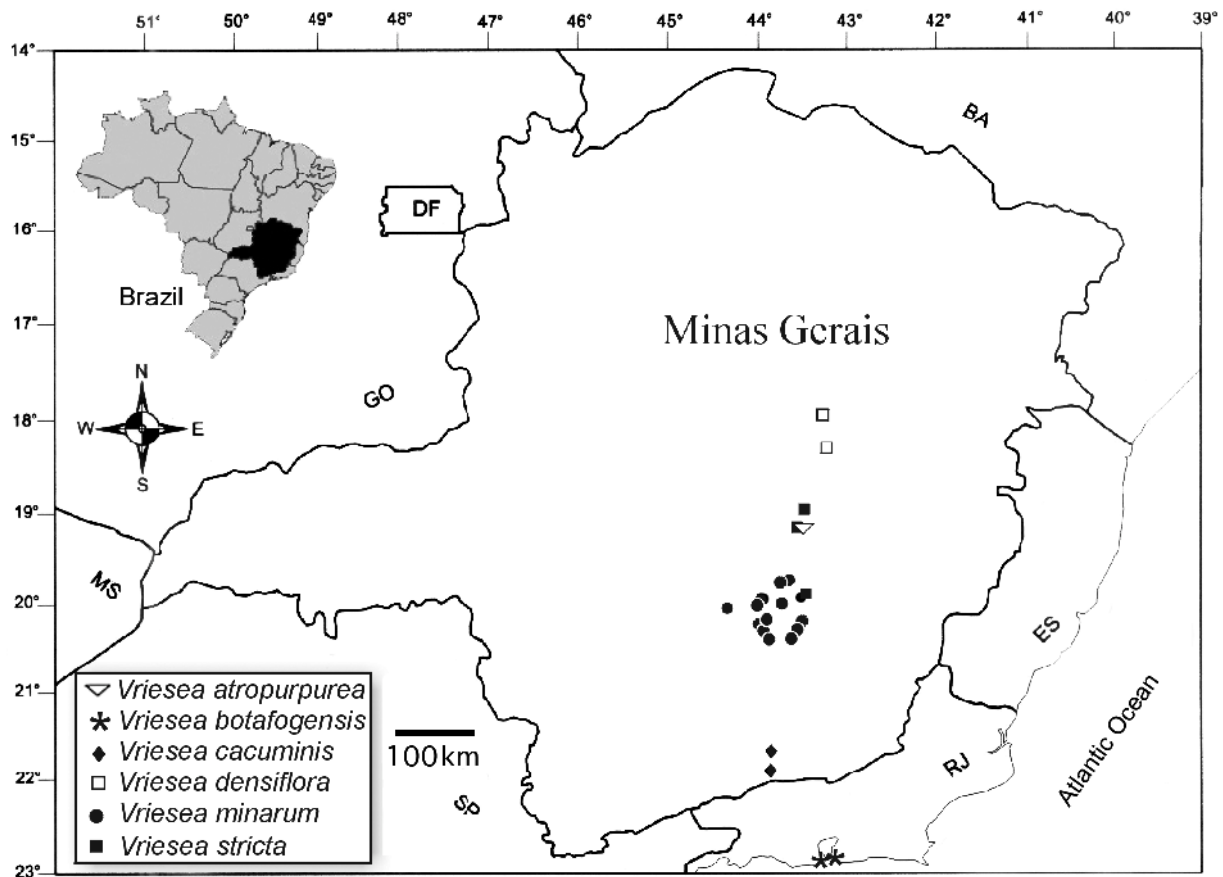 51° 50° 49° 48° 47° 46° 45° 44° 43° 42° 41° 40° 39°
14°
BA
15°
DF
16°
Brazil
17°
Minas Gerais
N
GO
18°
W E
S
19°
MS
20°
ES
21°
Vriesea atropurpurea
Vriesea botafogensis
Vriesea cacuminis
Vriesea densiflora
Vriesea minarum
Vriesea stricta
100km
Atlantic Ocean
RJ
22°
SP
23°